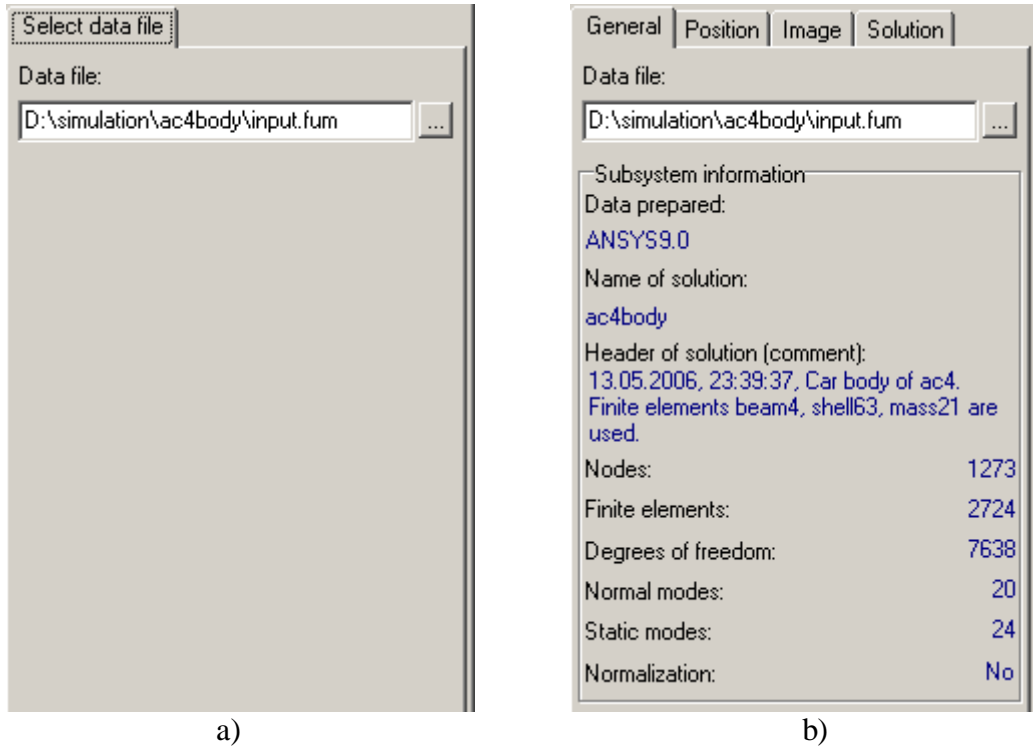 Select data file
Data file:
D:\simulation\ac4body\input.fum ...
a)
General Position Image Solution
Data file:
D:\simulation\ac4body\input.fum ...
Subsystem information
Data prepared:
ANSYS9.0
Name of solution:
ac4body
Header of solution (comment):
13.05.2006, 23:39:37, Car body of ac4.
Finite elements beam4, shell63, mass21 are
used.
Nodes: 1273
Finite elements: 2724
Degrees of freedom: 7638
Normal modes: 20
Static modes: 24
Normalization: No
b)